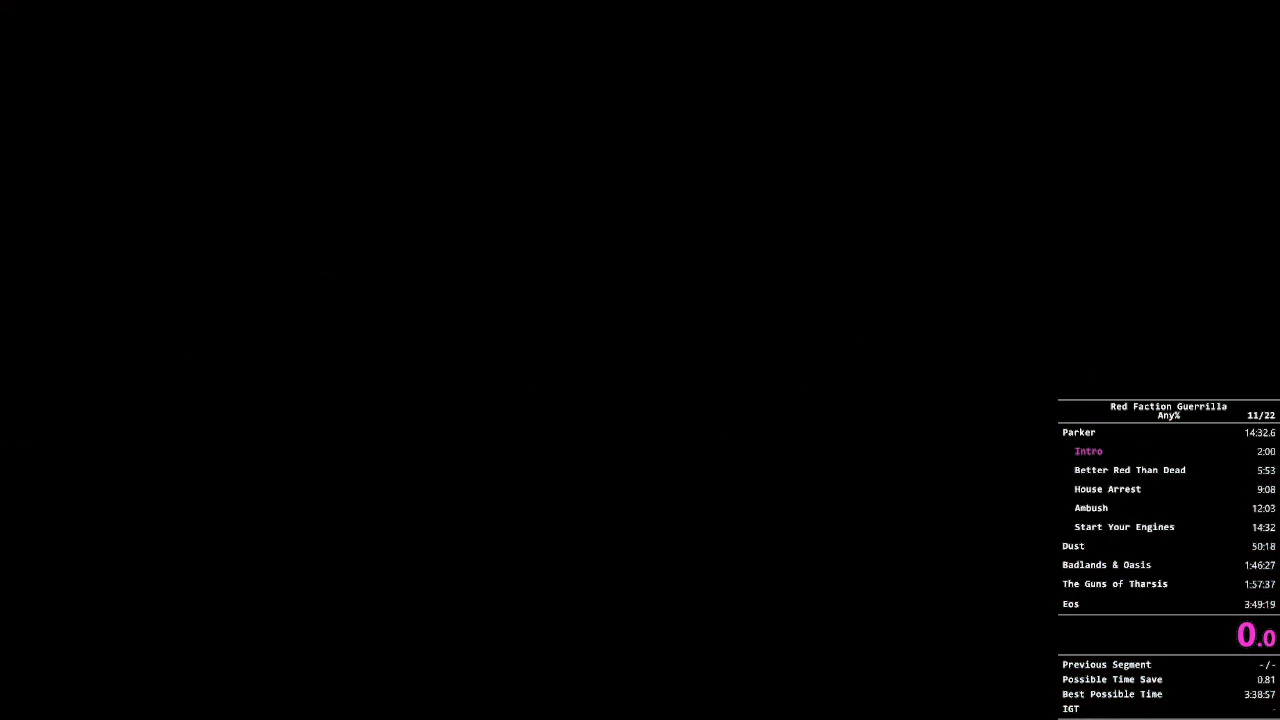 Red Faction Guerrilla
Any% 11/22
Parker 14:32.6
Intro 2:00
Better Red Than Dead 5:53
House Arrest 9:08
Ambush 12:03
Start Your Engines 14:32
Dust 50:18
Badlands & Oasis 1:46:27
The Guns of Tharsis 1:57:37
Eos 3:49:19
0.0
Previous Segment -/-
Possible Time Save 0.81
Best Possible Time 3:38:57
IGT -